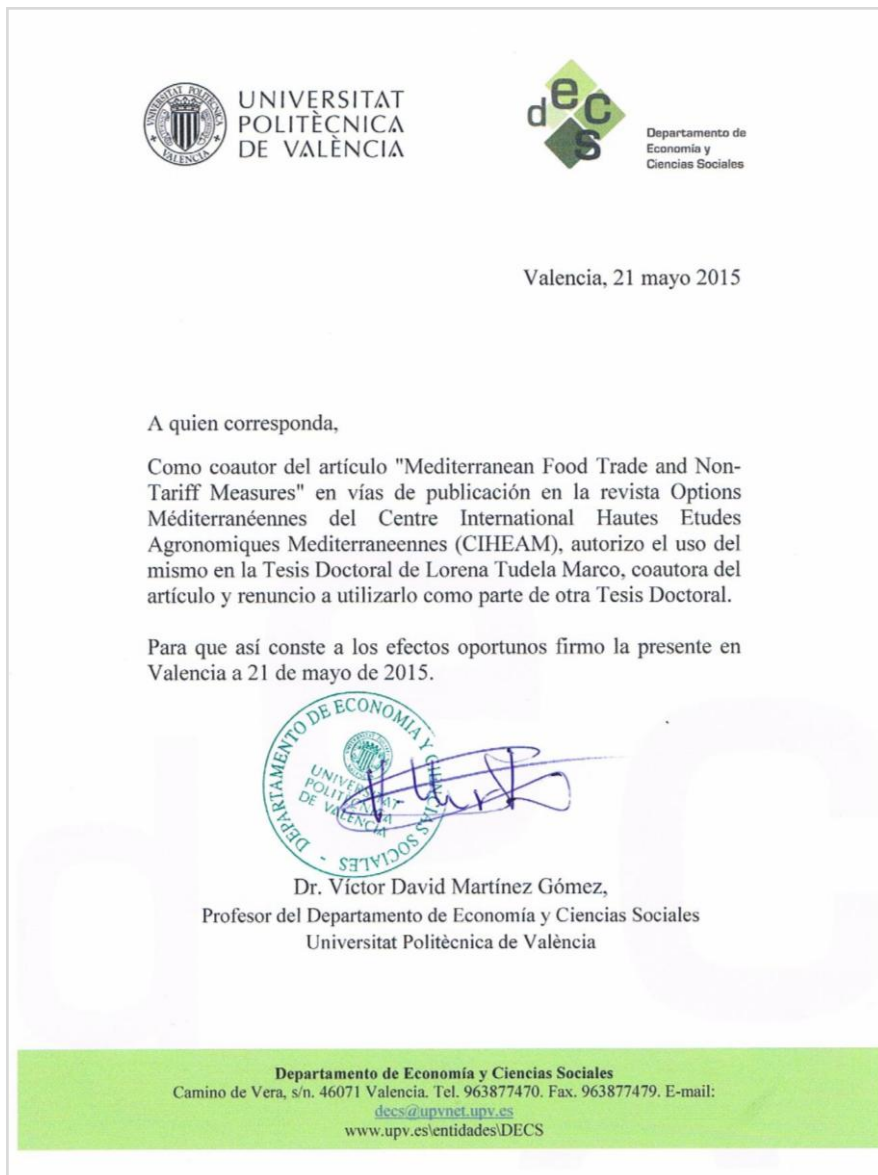 UNIVERSITAT
POLITÈCNICA
DE VALÈNCIA
decs
Departamento de
Economía y
Ciencias Sociales
Valencia, 21 mayo 2015
A quien corresponda,
Como coautor del artículo "Mediterranean Food Trade and Non-
Tariff Measures" en vías de publicación en la revista Options
Méditerranéennes del Centre International Hautes Etudes
Agronomiques Mediterraneennes (CIHEAM), autorizo el uso del
mismo en la Tesis Doctoral de Lorena Tudela Marco, coautora del
artículo y renuncio a utilizarlo como parte de otra Tesis Doctoral.
Para que así conste a los efectos oportunos firmo la presente en
Valencia a 21 de mayo de 2015.
DEPARTAMENTO DE ECONOMIA Y CIENCIAS SOCIALES -
UNIVERSITAT
POLITÈCNICA
DE VALÈNCIA
Dr. Víctor David Martínez Gómez,
Profesor del Departamento de Economía y Ciencias Sociales
Universitat Politècnica de València
Departamento de Economía y Ciencias Sociales
Camino de Vera, s/n. 46071 Valencia. Tel. 963877470. Fax. 963877479. E-mail:
decs@upvnet.upv.es
www.upv.es\entidades\DECS